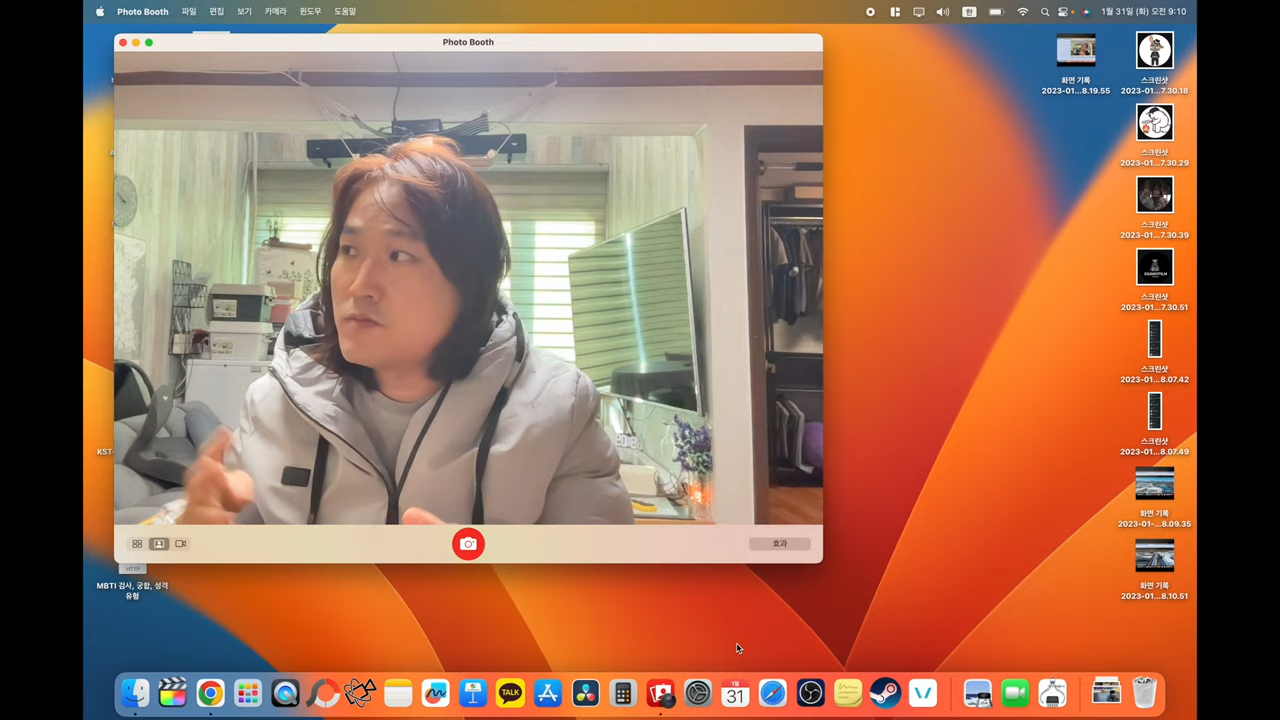 Photo Booth 파일 편집 보기 카메라 윈도우 도움말
한
1월 31일 (화) 오전 9:10
Photo Booth
화면 기록
2023-01...8.19.55
스크린샷
2023-01...7.30.18
스크린샷
2023-01...7.30.29
스크린샷
2023-01...7.30.39
스크린샷
2023-01...7.30.51
스크린샷
2023-01...8.07.42
스크린샷
2023-01...8.07.49
화면 기록
2023-01-...8.09.35
화면 기록
2023-01...8.10.51
KST-
효과
HTTP
MBTI 검사, 궁합, 성격
유형
TALK
1월
31